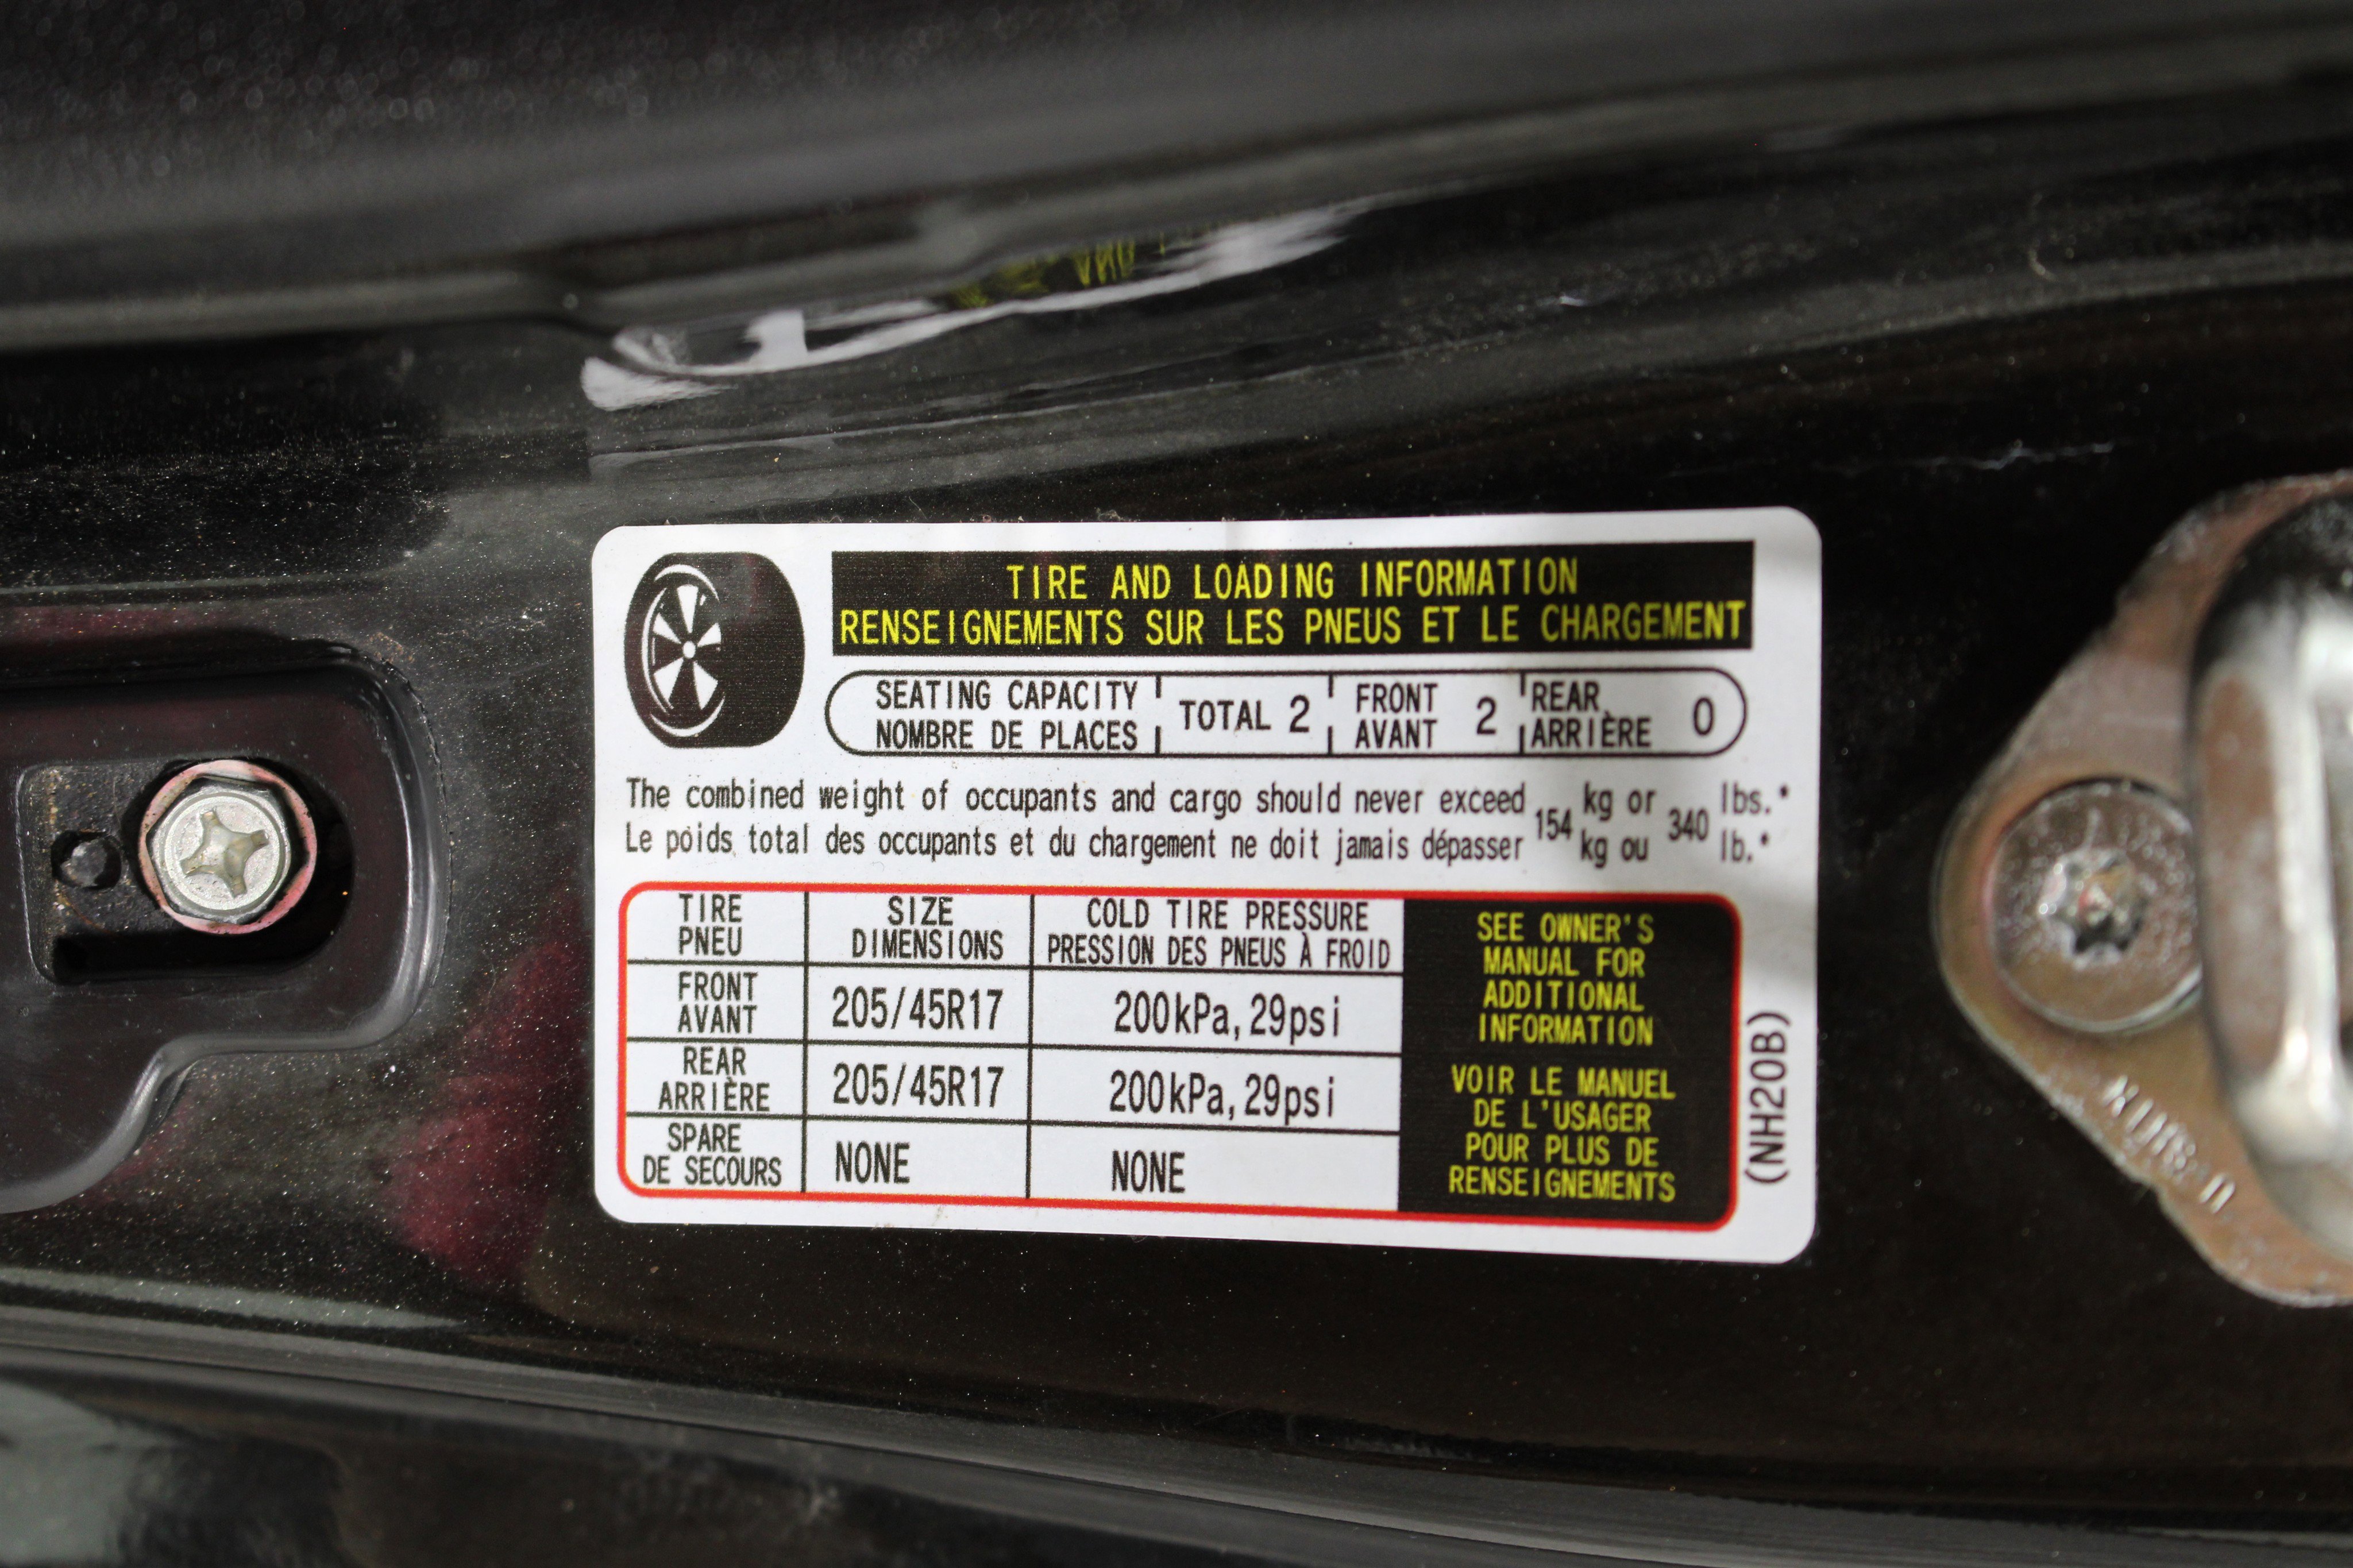 TIRE AND LOADING INFORMATION
RENSEIGNEMENTS SUR LES PNEUS ET LE CHARGEMENT
SEATING CAPACITY
NOMBRE DE PLACES
TOTAL 2
FRONT
AVANT
2
REAR
ARRIÈRE
0
The combined weight of occupants and cargo should never exceed 154 kg or 340 lbs.*
Le poids total des occupants et du chargement ne doit jamais dépasser 154 kg ou 340 lb.*
TIRE
PNEU
SIZE
DIMENSIONS
COLD TIRE PRESSURE
PRESSION DES PNEUS À FROID
FRONT
AVANT
205/45R17
200kPa, 29psi
REAR
ARRIÈRE
205/45R17
200kPa, 29psi
SPARE
DE SECOURS
NONE
NONE
SEE OWNER'S
MANUAL FOR
ADDITIONAL
INFORMATION
VOIR LE MANUEL
DE L'USAGER
POUR PLUS DE
RENSEIGNEMENTS
(NH20B)